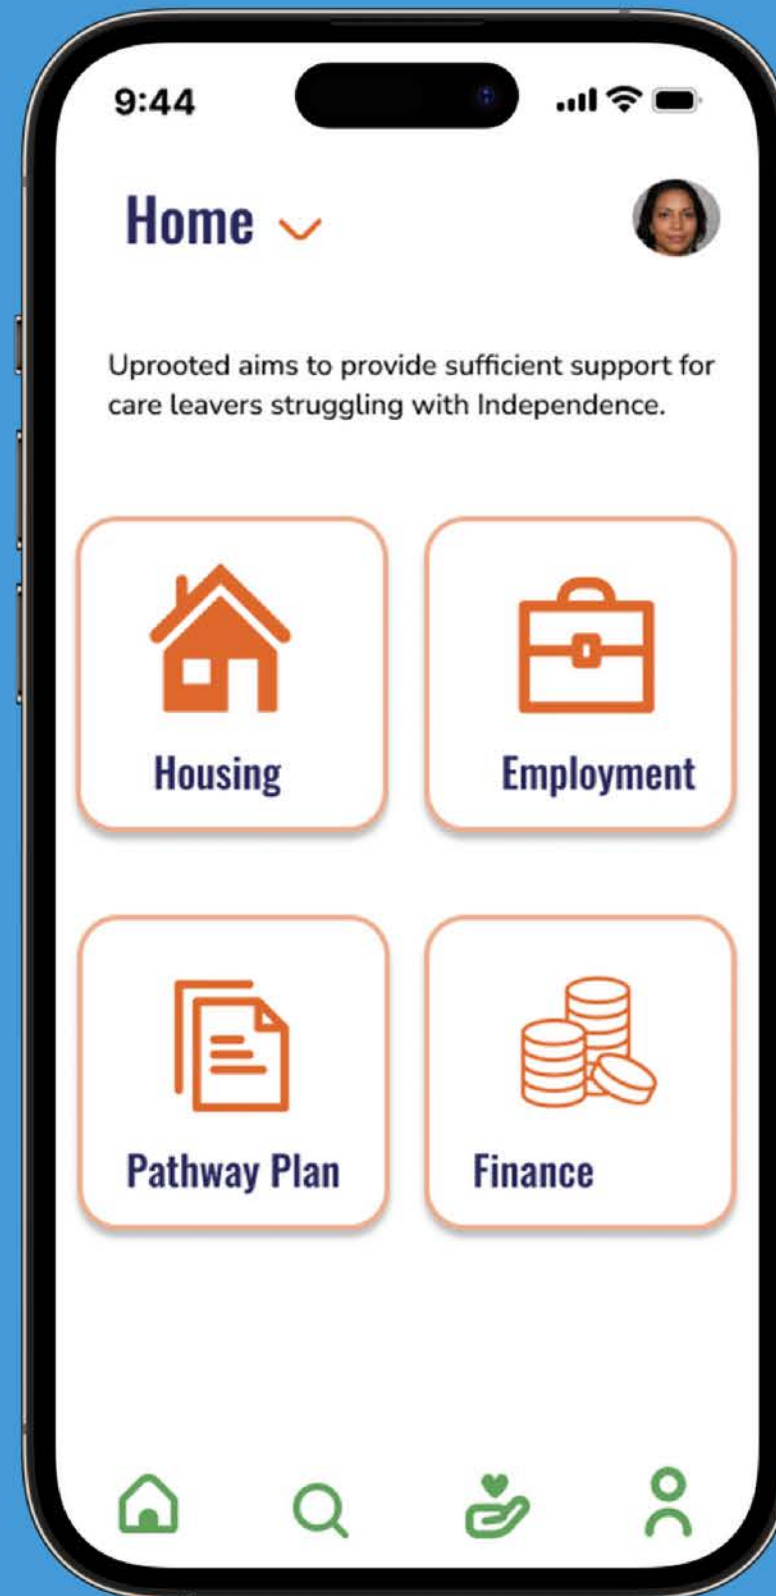 9:44
Home
Uprooted aims to provide sufficient support for
care leavers struggling with Independence.
Housing
Employment
Pathway Plan
Finance